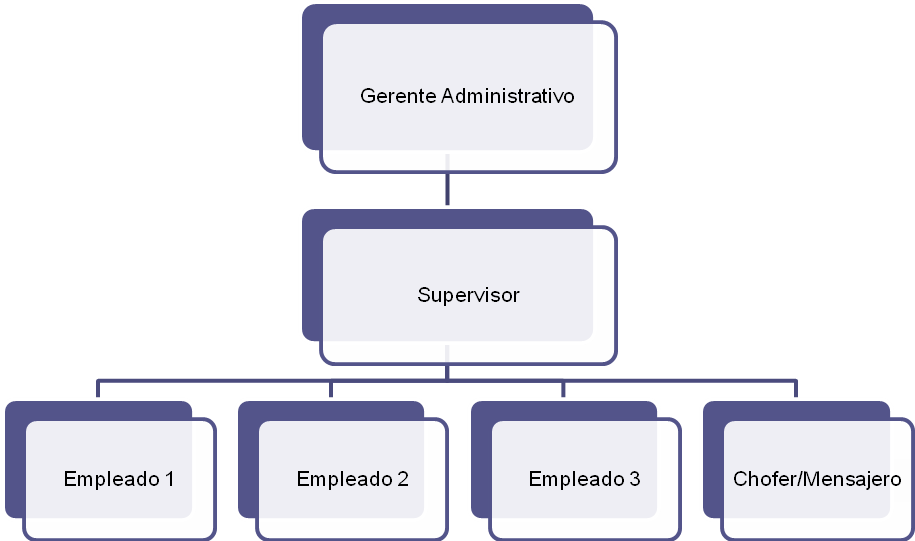 Gerente Administrativo
Supervisor
Empleado 1
Empleado 2
Empleado 3
Chofer/Mensajero